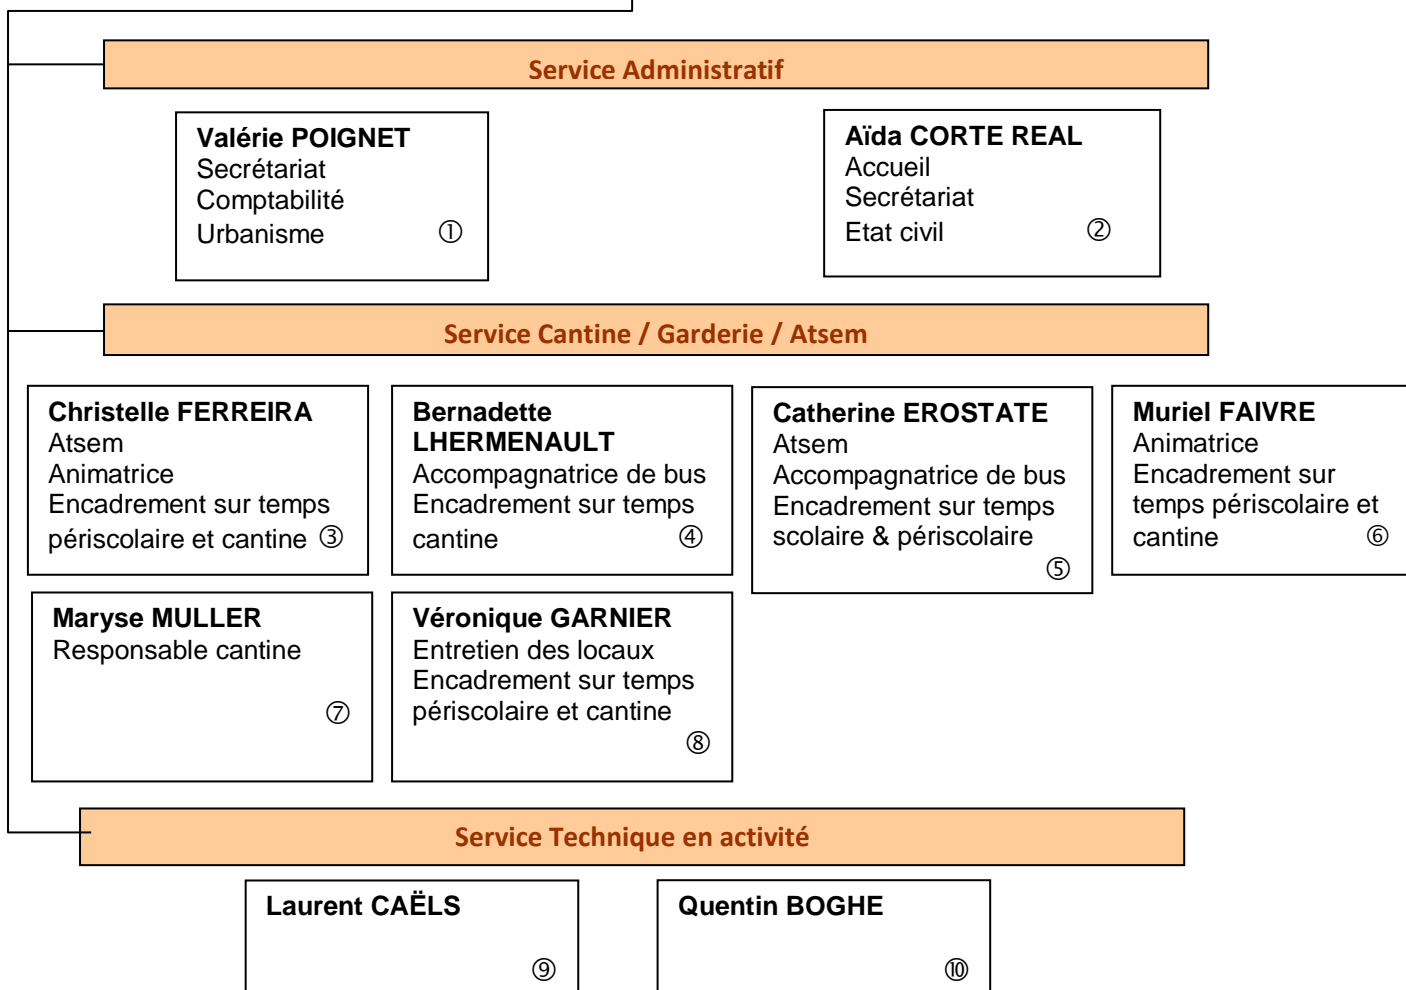 Service Administratif
Valérie POIGNET
Secrétariat
Comptabilité
Urbanisme ①
Aïda CORTE REAL
Accueil
Secrétariat
Etat civil ②
Service Cantine / Garderie / Atsem
Christelle FERREIRA
Atsem
Animatrice
Encadrement sur temps
périscolaire et cantine ③
Bernadette
LHERMENAULT
Accompagnatrice de bus
Encadrement sur temps
cantine ④
Catherine EROSTATE
Atsem
Accompagnatrice de bus
Encadrement sur temps
scolaire & périscolaire
⑤
Muriel FAIVRE
Animatrice
Encadrement sur
temps périscolaire et
cantine ⑥
Maryse MULLER
Responsable cantine
⑦
Véronique GARNIER
Entretien des locaux
Encadrement sur temps
périscolaire et cantine
⑧
Service Technique en activité
Laurent CAËLS
⑨
Quentin BOGHE
⑩